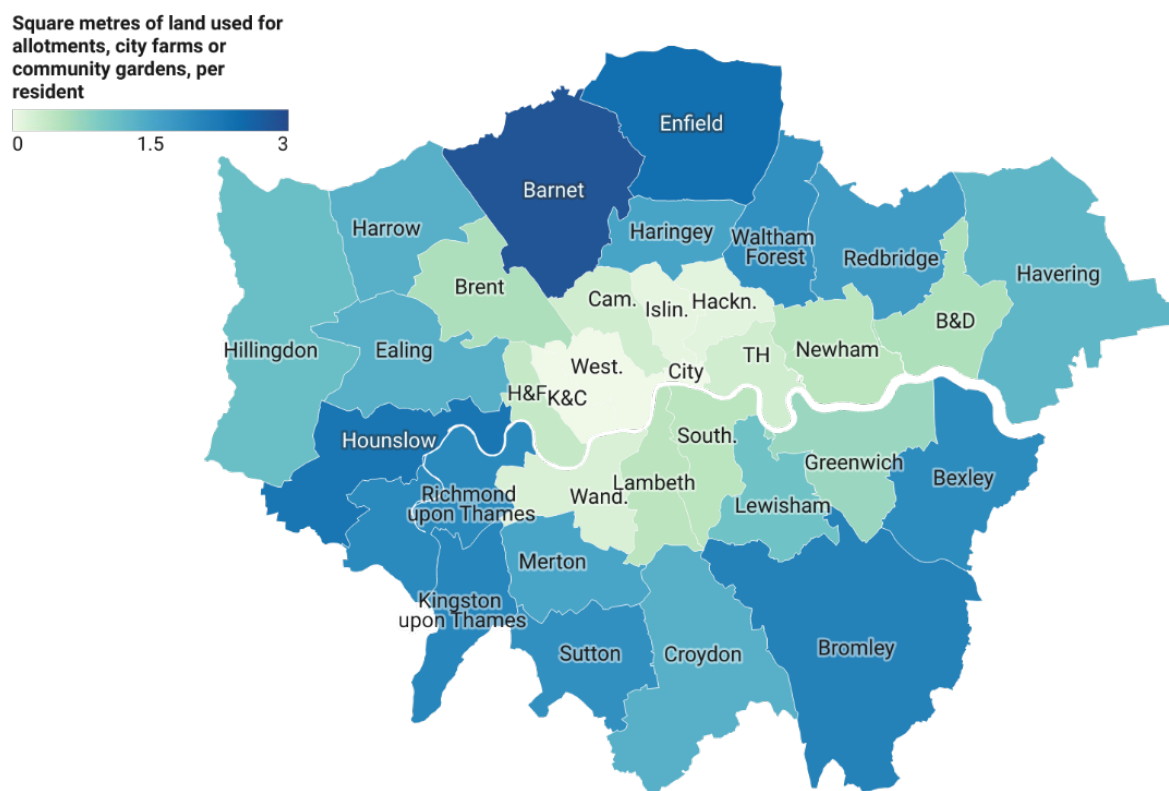 Square metres of land used for
allotments, city farms or
community gardens, per
resident
0 1.5 3
Enfield
Barnet
Harrow
Haringey
Waltham
Forest
Redbridge
Havering
Brent
Cam.
Islin.
Hackn.
B&D
Hillingdon
Ealing
West.
City
TH
Newham
H&F
K&C
Hounslow
South.
Greenwich
Richmond
upon Thames
Wand.
Lambeth
Lewisham
Bexley
Merton
Kingston
upon Thames
Sutton
Croydon
Bromley